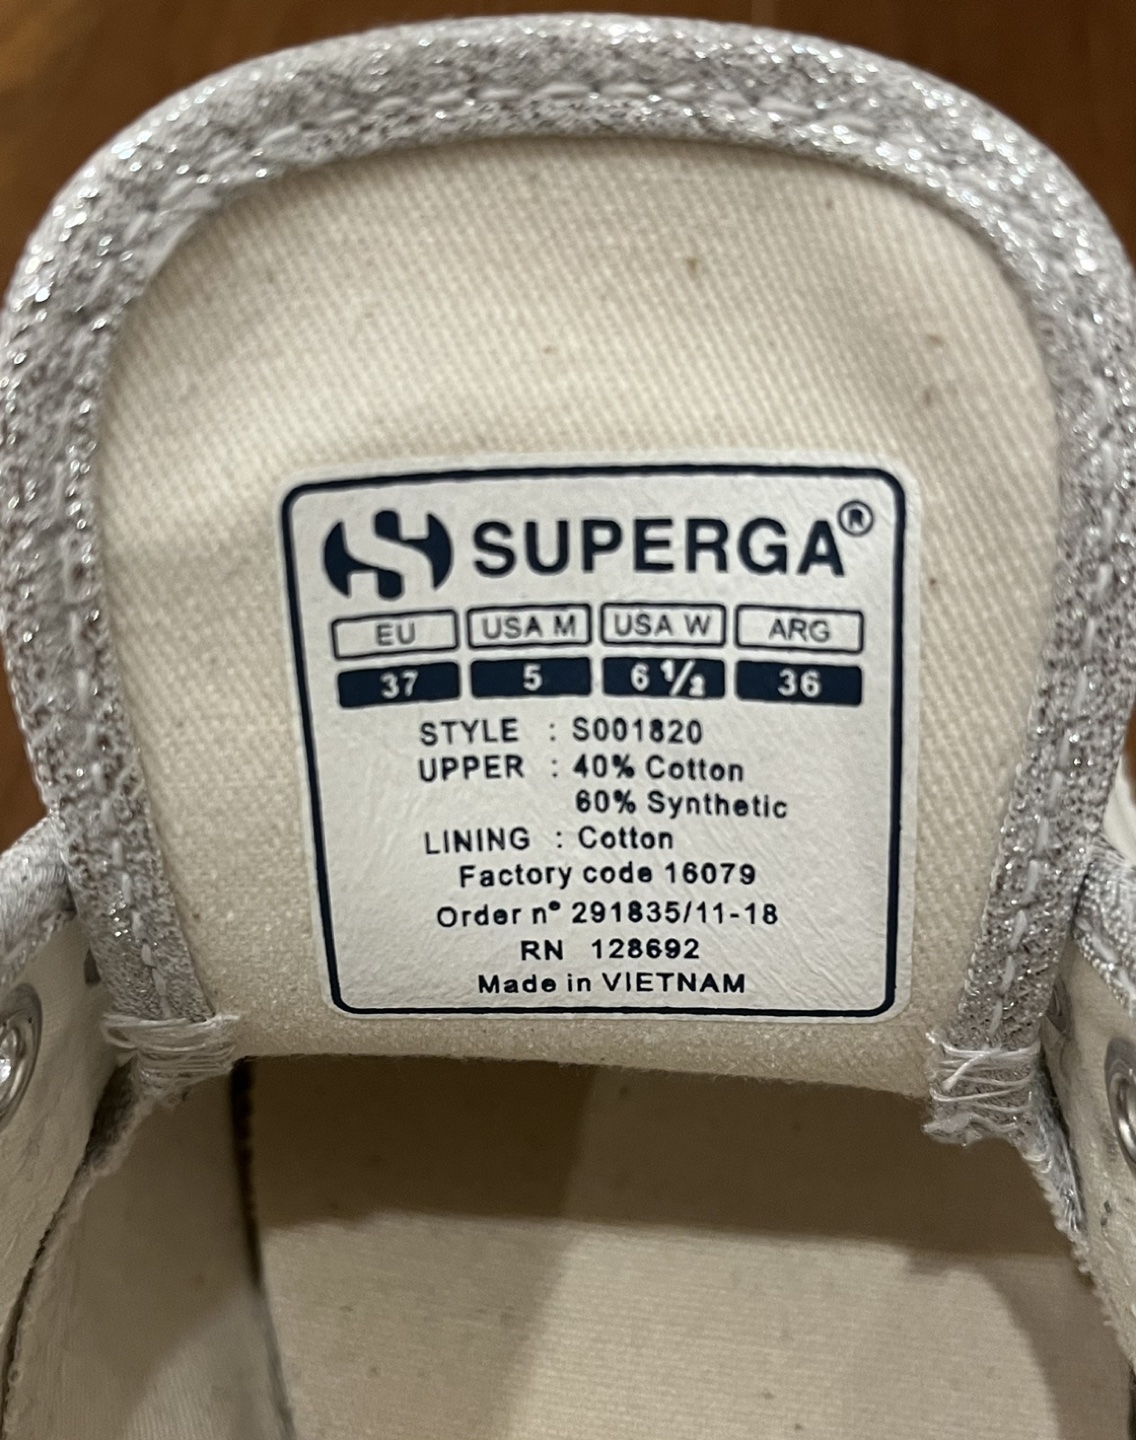 SUPERGA®
EU USA M USA W ARG
37 5 6 ½ 36
STYLE : S001820
UPPER : 40% Cotton
60% Synthetic
LINING : Cotton
Factory code 16079
Order n° 291835/11-18
RN 128692
Made in VIETNAM